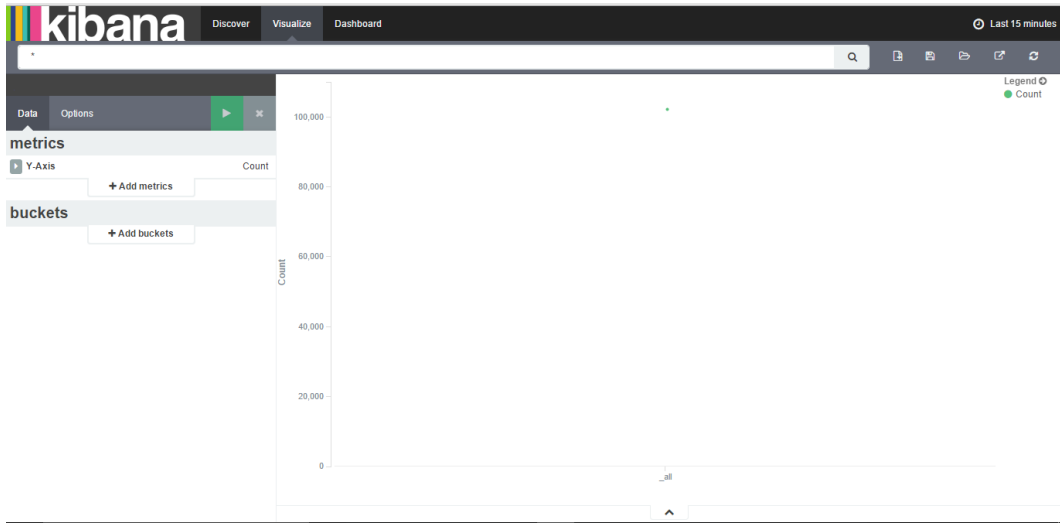 kibana Discover Visualize Dashboard Last 15 minutes
*
Legend
Count
Data Options
metrics
Y-Axis Count
+ Add metrics
buckets
+ Add buckets
100,000
80,000
60,000
40,000
20,000
0
Count
_all